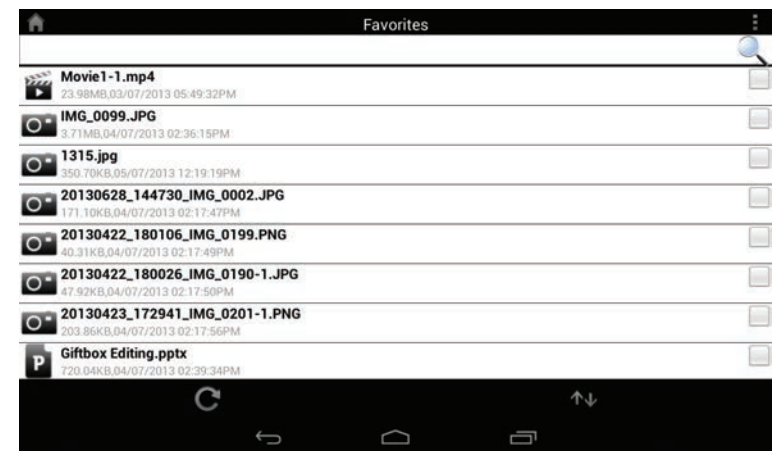 Favorites
Movie1-1.mp4
23.98MB,03/07/2013 05:49:32PM
IMG_0099.JPG
3.71MB,04/07/2013 02:36:15PM
1315.jpg
350.70KB,05/07/2013 12:19:19PM
20130628_144730_IMG_0002.JPG
171.10KB,04/07/2013 02:17:47PM
20130422_180106_IMG_0199.PNG
40.31KB,04/07/2013 02:17:49PM
20130422_180026_IMG_0190-1.JPG
47.92KB,04/07/2013 02:17:50PM
20130423_172941_IMG_0201-1.PNG
203.86KB,04/07/2013 02:17:56PM
P
Giftbox Editing.pptx
720.04KB,04/07/2013 02:39:34PM